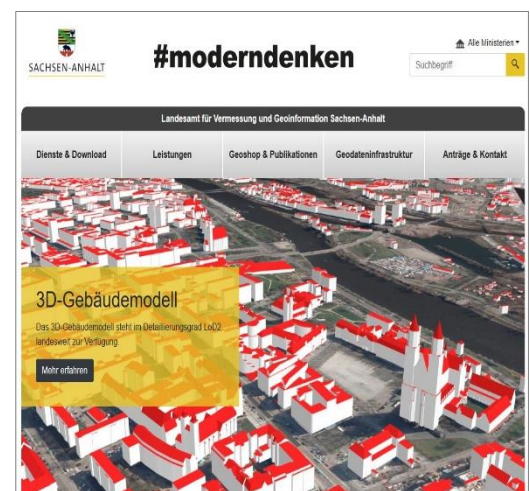 SACHSEN-ANHALT
#moderndenken
Alle Ministerien
Suchbegriff
Landesamt für Vermessung und Geoinformation Sachsen-Anhalt
Dienste & Download
Leistungen
Geoshop & Publikationen
Geodateninfrastruktur
Anträge & Kontakt
3D-Gebäudemodell
Das 3D-Gebäudemodell steht im Detaillierungsgrad LoD2
landesweit zur Verfügung.
Mehr erfahren